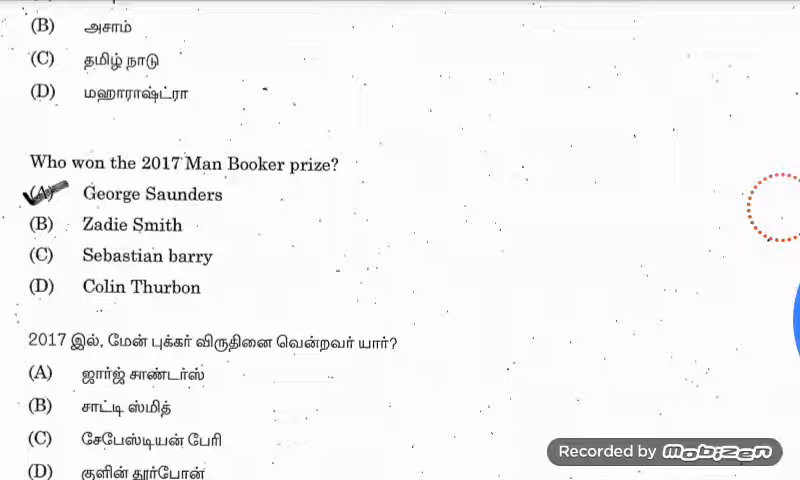 (B) அசாம்
(C) தமிழ் நாடு
(D) மஹாராஷ்ட்ரா
Who won the 2017 Man Booker prize?
(A) George Saunders
(B) Zadie Smith
(C) Sebastian barry
(D) Colin Thurbon
2017 இல், மேன் புக்கர் விருதினை வென்றவர் யார்?
(A) ஜார்ஜ் சாண்டர்ஸ்
(B) சாட்டி ஸ்மித்
(C) சேபேஸ்டியன் பேரி
(D) குளின் தூர்போன்
Recorded by mobizen